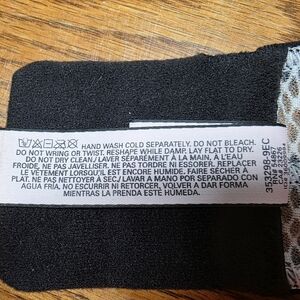 HAND WASH COLD SEPARATELY. DO NOT BLEACH.
DO NOT WRING OR TWIST. RESHAPE WHILE DAMP. LAY FLAT TO DRY.
DO NOT DRY CLEAN./ LAVER SÉPARÉMENT À LA MAIN, À L'EAU
FROIDE, NE PAS JAVELLISER. NE PAS TORDRE NI ESSORER. REPLACER
LE VÊTEMENT LORSQU'IL EST ENCORE HUMIDE. FAIRE SÉCHER À
PLAT. NE PAS NETTOYER À SEC./ LAVAR A MANO POR SEPARADO CON
AGUA FRÍA. NO ESCURRIR NI RETORCER, VOLVER A DAR FORMA
MIENTRAS LA PRENDA ESTÉ HÚMEDA.
353298-9FC